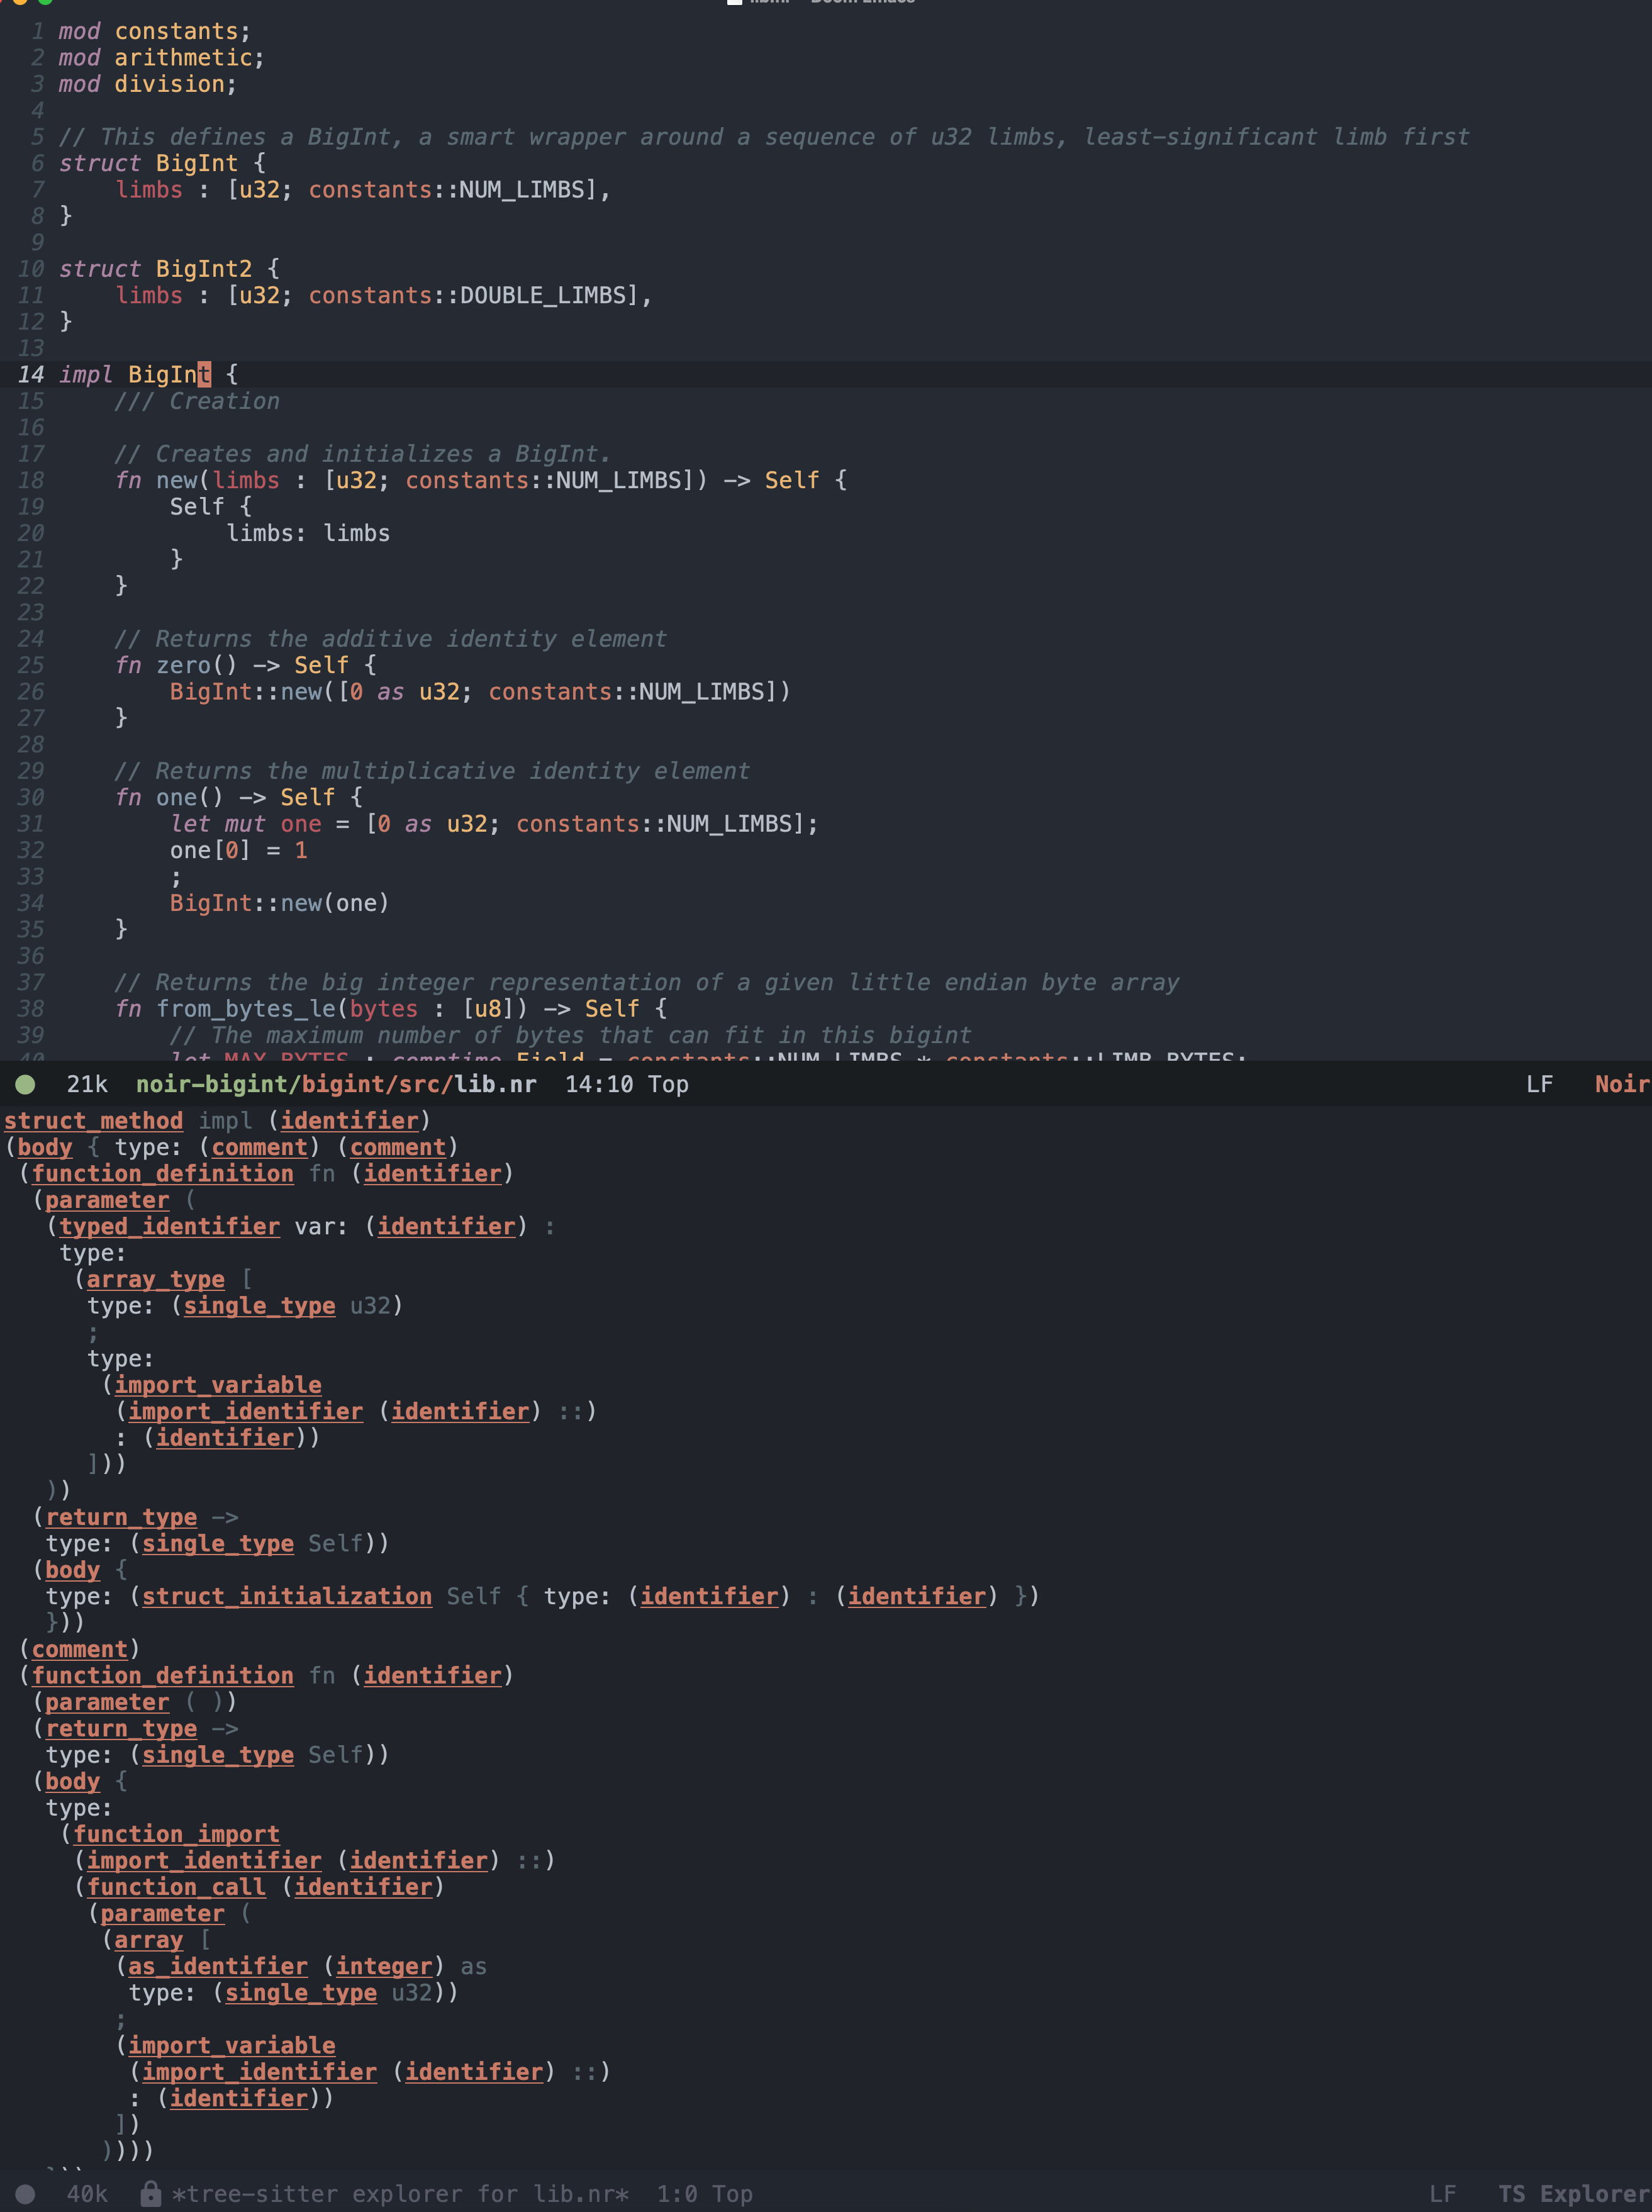 1 mod constants;
2 mod arithmetic;
3 mod division;
4
5 // This defines a BigInt, a smart wrapper around a sequence of u32 limbs, least-significant limb first
6 struct BigInt {
7     limbs : [u32; constants::NUM_LIMBS],
8 }
9
10 struct BigInt2 {
11     limbs : [u32; constants::DOUBLE_LIMBS],
12 }
13
14 impl BigInt {
15     /// Creation
16
17     // Creates and initializes a BigInt.
18     fn new(limbs : [u32; constants::NUM_LIMBS]) -> Self {
19         Self {
20             limbs: limbs
21         }
22     }
23
24     // Returns the additive identity element
25     fn zero() -> Self {
26         BigInt::new([0 as u32; constants::NUM_LIMBS])
27     }
28
29     // Returns the multiplicative identity element
30     fn one() -> Self {
31         let mut one = [0 as u32; constants::NUM_LIMBS];
32         one[0] = 1
33         ;
34         BigInt::new(one)
35     }
36
37     // Returns the big integer representation of a given little endian byte array
38     fn from_bytes_le(bytes : [u8]) -> Self {
39         // The maximum number of bytes that can fit in this bigint
40         let MAX_BYTES : comptime Field = constants::NUM_LIMBS * constants::LIMB_BYTES;
21k noir-bigint/bigint/src/lib.nr 14:10 Top LF Noir
struct_method impl (identifier)
(body { type: (comment) (comment)
 (function_definition fn (identifier)
  (parameter (
   (typed_identifier var: (identifier) :
    type:
     (array_type [
      type: (single_type u32)
      ;
      type:
       (import_variable
        (import_identifier (identifier) ::)
        : (identifier))
      ]))
   ))
  (return_type ->
   type: (single_type Self))
  (body {
   type: (struct_initialization Self { type: (identifier) : (identifier) })
   }))
 (comment)
 (function_definition fn (identifier)
  (parameter ( ))
  (return_type ->
   type: (single_type Self))
  (body {
   type:
    (function_import
     (import_identifier (identifier) ::)
     (function_call (identifier)
      (parameter (
       (array [
        (as_identifier (integer) as
         type: (single_type u32))
        ;
        (import_variable
         (import_identifier (identifier) ::)
         : (identifier))
        ])
       ))))
   }))
40k *tree-sitter explorer for lib.nr* 1:0 Top LF TS Explorer